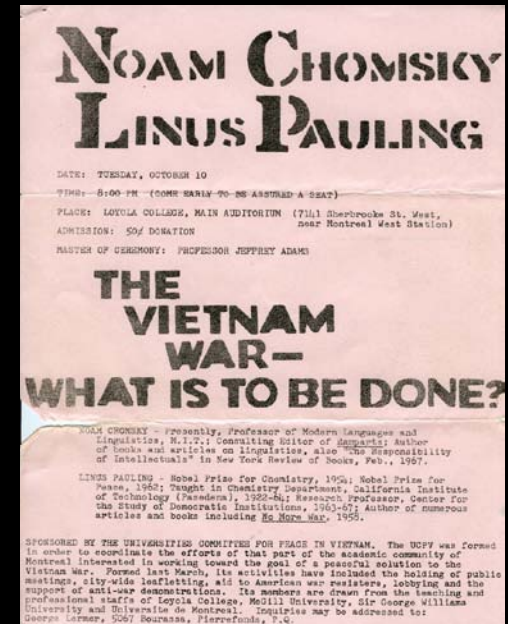 NOAM CHOMSKY
LINUS PAULING
DATE: TUESDAY, OCTOBER 10
TIME: 8:00 PM (COME EARLY TO BE ASSURED A SEAT)
PLACE: LOYOLA COLLEGE, MAIN AUDITORIUM (7141 Sherbrooke St. West,
near Montreal West Station)
ADMISSION: 50¢ DONATION
MASTER OF CEREMONY: PROFESSOR JEFFREY ADAMS
THE
VIETNAM
WAR—
WHAT IS TO BE DONE?
NOAM CHOMSKY - Presently, Professor of Modern Languages and
Linguistics, M.I.T.; Consulting Editor of Ramparts; Author
of books and articles on linguistics, also "The Responsibility
of Intellectuals" in New York Review of Books, Feb., 1967.
LINUS PAULING - Nobel Prize for Chemistry, 1954; Nobel Prize for
Peace, 1962; Taught in Chemistry Department, California Institute
of Technology (Pasadena), 1922-64; Research Professor, Center for
the Study of Democratic Institutions, 1963-67; Author of numerous
articles and books including No More War, 1958.
SPONSORED BY THE UNIVERSITIES COMMITTEE FOR PEACE IN VIETNAM. The UCPV was formed
in order to coordinate the efforts of that part of the academic community of
Montreal interested in working toward the goal of a peaceful solution to the
Vietnam War. Formed last March, its activities have included the holding of public
meetings, city-wide leafletting, aid to American war resisters, lobbying and the
support of anti-war demonstrations. Its members are drawn from the teaching and
professional staffs of Loyola College, McGill University, Sir George Williams
University and Universite de Montreal. Inquiries may be addressed to:
George Lermer, 5067 Bourassa, Pierrefonds, P.Q.